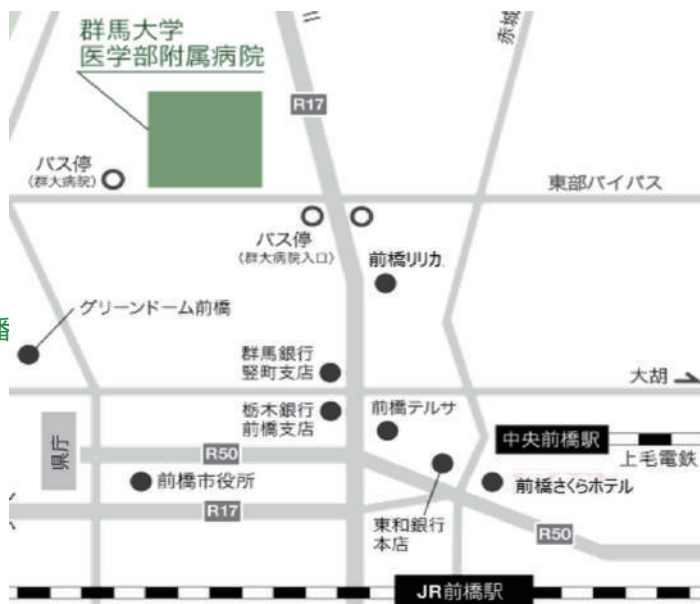 群馬大学
医学部附属病院
赤城
R17
バス停
(群大病院)
東部バイパス
バス停
(群大病院入口)
前橋リリカ
グリーンドーム前橋
群馬銀行
竪町支店
大胡
栃木銀行
前橋支店
前橋テルサ
中央前橋駅
上毛電鉄
県庁
R50
前橋市役所
前橋さくらホテル
R17
東和銀行
本店
R50
JR前橋駅